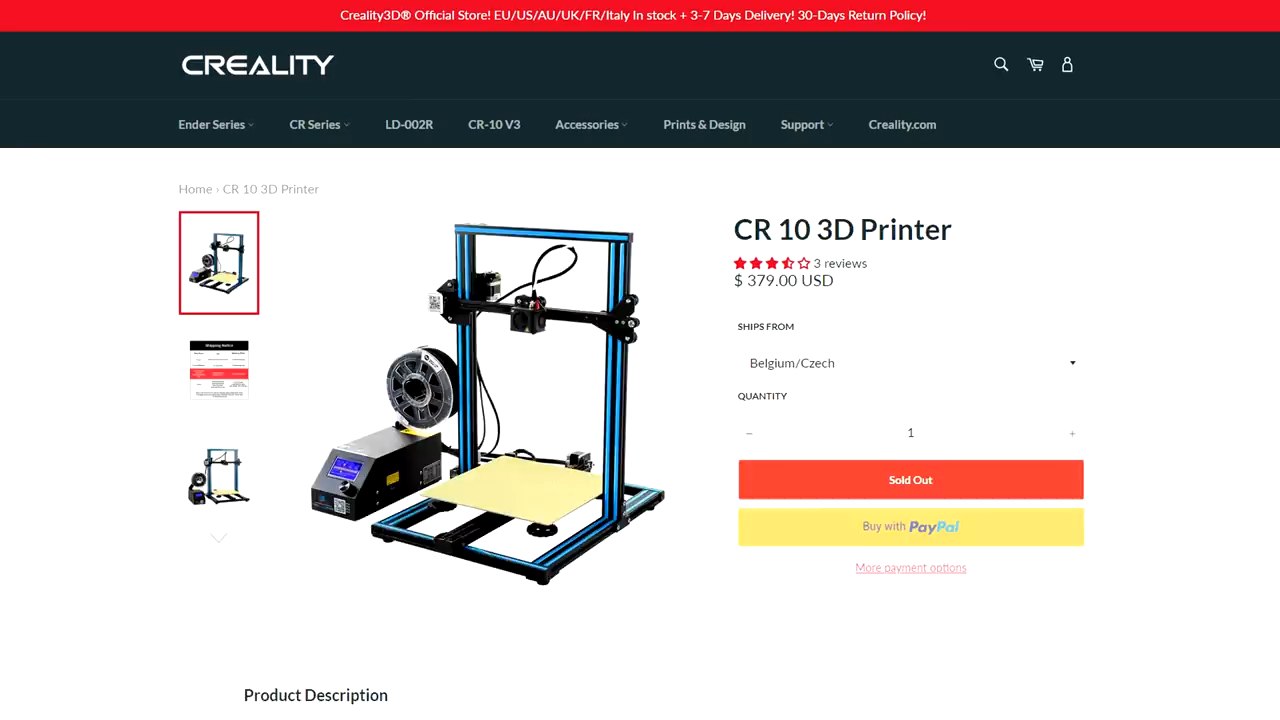 Creality3D® Official Store! EU/US/AU/UK/FR/Italy In stock + 3-7 Days Delivery! 30-Days Return Policy!
CREALITY
Ender Series CR Series LD-002R CR-10 V3 Accessories Prints & Design Support Creality.com
Home › CR 10 3D Printer
CR 10 3D Printer
3 reviews
$ 379.00 USD
SHIPS FROM
Belgium/Czech
QUANTITY
− 1 +
Sold Out
Buy with PayPal
More payment options
Shipping Notice
Product Description